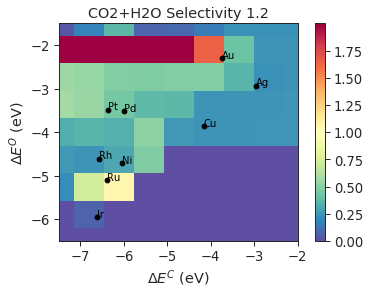 CO2+H2O Selectivity 1.2
−2
−3
−4
−5
−6
ΔE^O (eV)
Au
Ag
Pt
Pd
Cu
Rh
Ni
Ru
Ir
−7
−6
−5
−4
−3
−2
ΔE^C (eV)
1.75
1.50
1.25
1.00
0.75
0.50
0.25
0.00